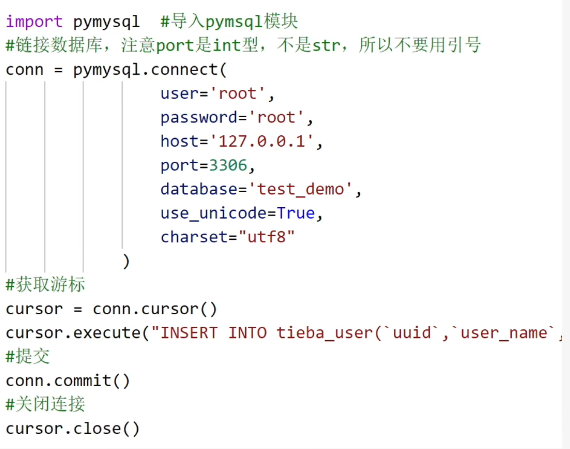 import pymysql  #导入pymsql模块
#链接数据库，注意port是int型，不是str，所以不要用引号
conn = pymysql.connect(
user='root',
password='root',
host='127.0.0.1',
port=3306,
database='test_demo',
use_unicode=True,
charset="utf8"
)
#获取游标
cursor = conn.cursor()
cursor.execute("INSERT INTO tieba_user(`uuid`,`user_name`,
#提交
conn.commit()
#关闭连接
cursor.close()